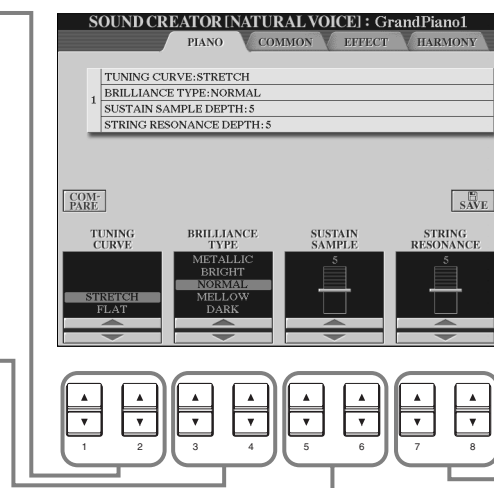 SOUND CREATOR [NATURAL VOICE] : GrandPiano1
PIANO COMMON EFFECT HARMONY
1
TUNING CURVE:STRETCH
BRILLIANCE TYPE:NORMAL
SUSTAIN SAMPLE DEPTH:5
STRING RESONANCE DEPTH:5
COM-
PARE
SAVE
TUNING
CURVE
STRETCH
FLAT
BRILLIANCE
TYPE
METALLIC
BRIGHT
NORMAL
MELLOW
DARK
SUSTAIN
SAMPLE
5
STRING
RESONANCE
5
1 2 3 4 5 6 7 8